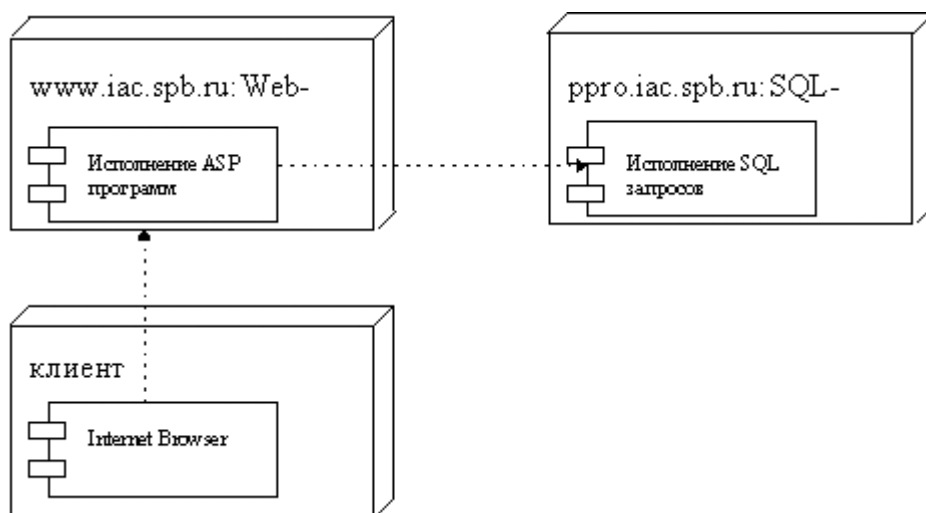 www.iac.spb.ru: Web-
Исполнение ASP
программ
ppro.iac.spb.ru: SQL-
Исполнение SQL
запросов
клиент
Internet Browser